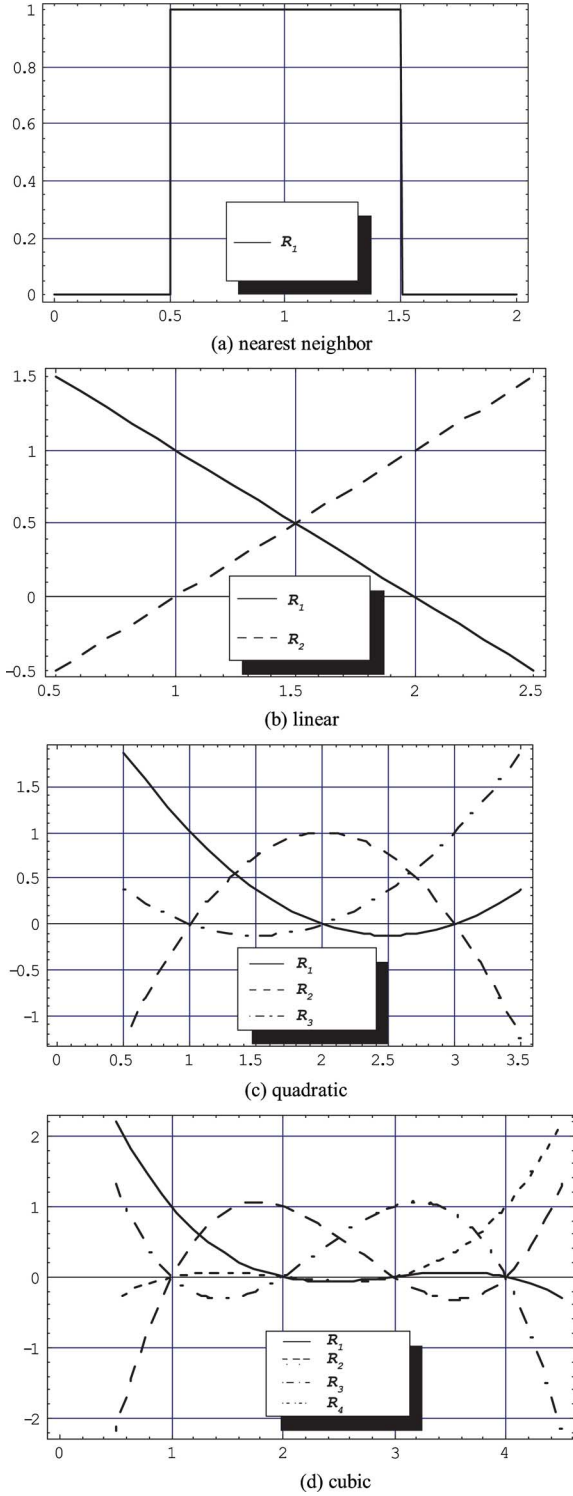 1
0.8
0.6
0.4
0.2
0
R1
0 0.5 1 1.5 2
(a) nearest neighbor
1.5
1
0.5
0
-0.5
R1
R2
0.5 1 1.5 2 2.5
(b) linear
1.5
1
0.5
0
-0.5
-1
R1
R2
R3
0 0.5 1 1.5 2 2.5 3 3.5
(c) quadratic
2
1
0
-1
-2
R1
R2
R3
R4
0 1 2 3 4
(d) cubic